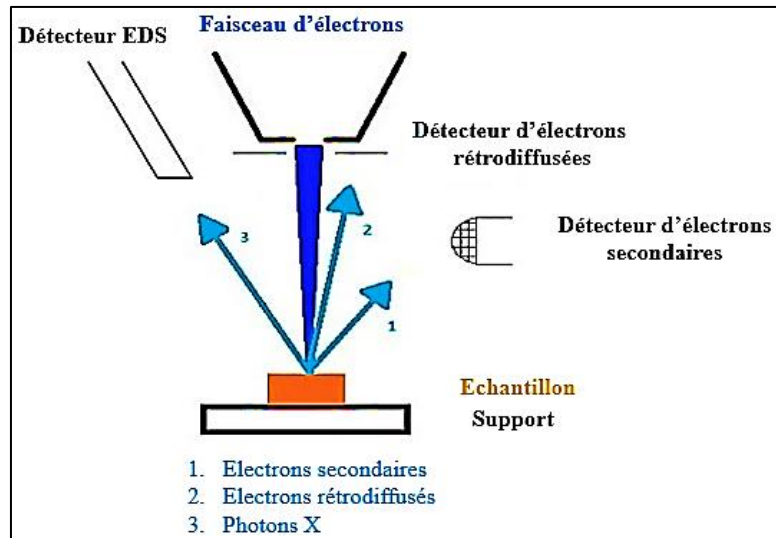 Faisceau d'électrons
Détecteur EDS
Détecteur d'électrons
rétrodiffusées
Détecteur d'électrons
secondaires
3
2
1
Echantillon
Support
1. Electrons secondaires
2. Electrons rétrodiffusés
3. Photons X